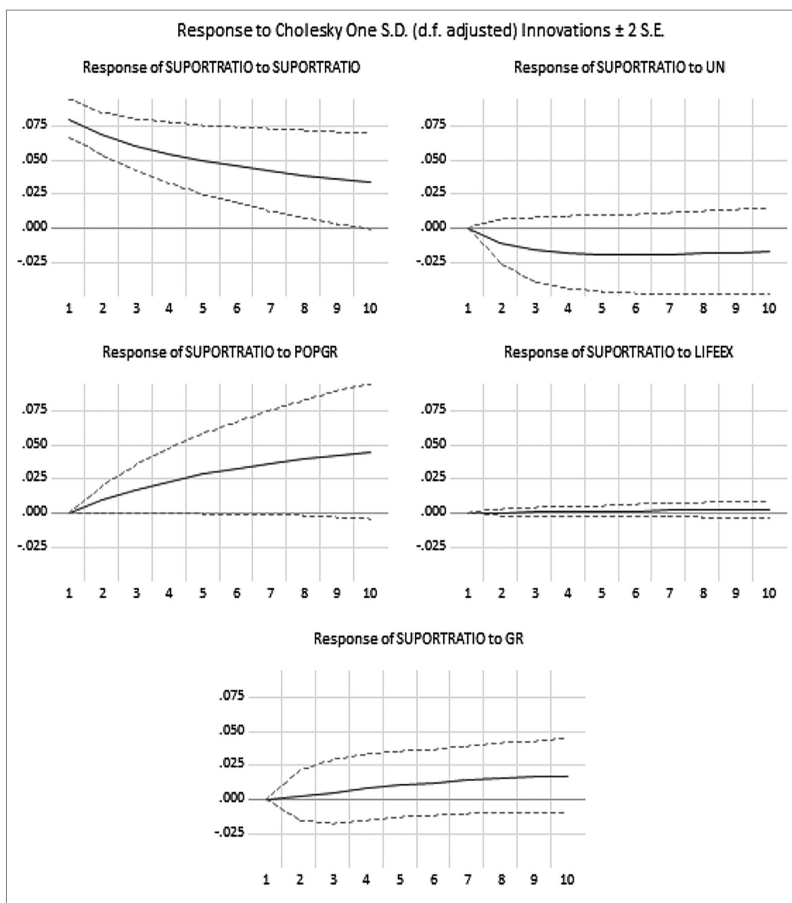 Response to Cholesky One S.D. (d.f. adjusted) Innovations ± 2 S.E.
Response of SUPORTRATIO to SUPORTRATIO
.075
.050
.025
.000
-.025
1 2 3 4 5 6 7 8 9 10
Response of SUPORTRATIO to UN
.075
.050
.025
.000
-.025
1 2 3 4 5 6 7 8 9 10
Response of SUPORTRATIO to POPGR
.075
.050
.025
.000
-.025
1 2 3 4 5 6 7 8 9 10
Response of SUPORTRATIO to LIFEEX
.075
.050
.025
.000
-.025
1 2 3 4 5 6 7 8 9 10
Response of SUPORTRATIO to GR
.075
.050
.025
.000
-.025
1 2 3 4 5 6 7 8 9 10